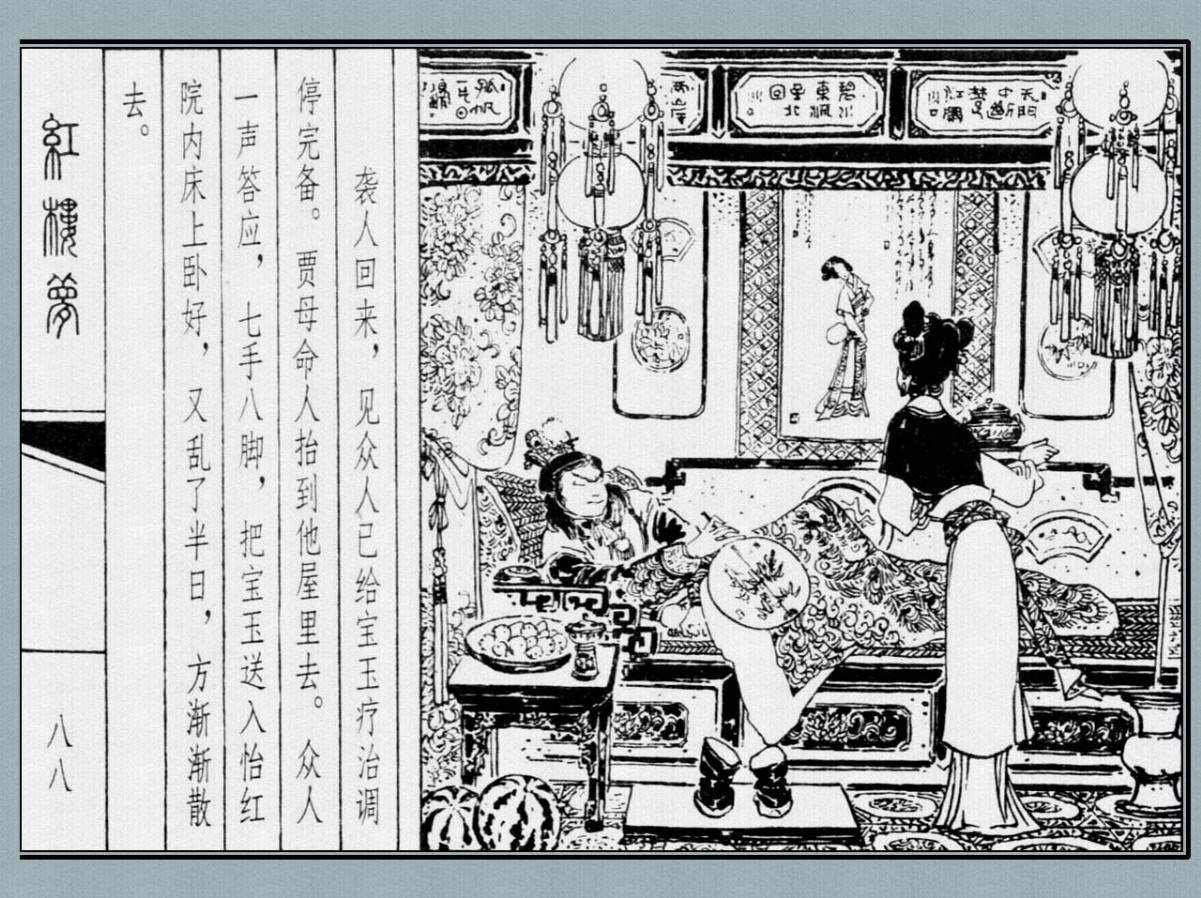 袭人回来，见众人已给宝玉疗治调
停完备。贾母命人抬到他屋里去。众人
一声答应，七手八脚，把宝玉送入怡红
院内床上卧好，又乱了半日，方渐渐散
去。
紅樓夢
八八